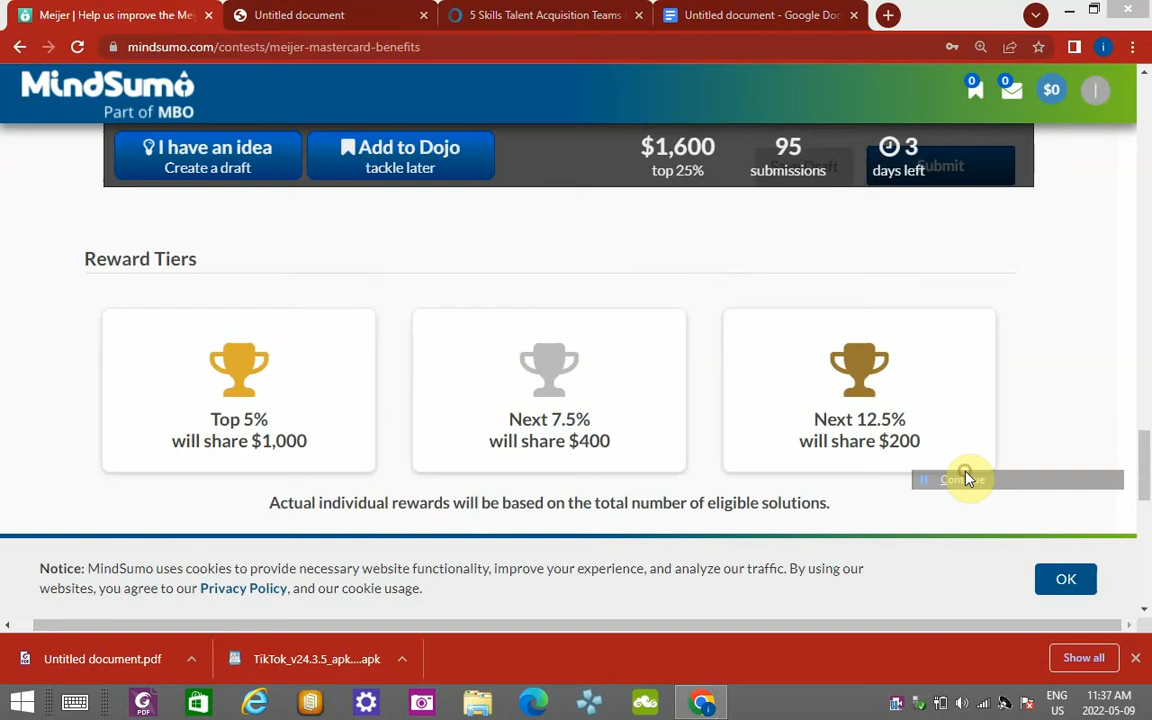 Meijer | Help us improve the Mei
Untitled document
5 Skills Talent Acquisition Teams
Untitled document - Google Doc
mindsumo.com/contests/meijer-mastercard-benefits
i
MindSumo
Part of MBO
0
0
$0
I have an idea
Create a draft
Add to Dojo
tackle later
$1,600
top 25%
95
submissions
3
days left
Submit
Reward Tiers
Top 5%
will share $1,000
Next 7.5%
will share $400
Next 12.5%
will share $200
Continue
Actual individual rewards will be based on the total number of eligible solutions.
Notice: MindSumo uses cookies to provide necessary website functionality, improve your experience, and analyze our traffic. By using our
websites, you agree to our Privacy Policy, and our cookie usage.
OK
Untitled document.pdf
TikTok_v24.3.5_apk....apk
Show all
PDF
ENG
US
11:37 AM
2022-05-09